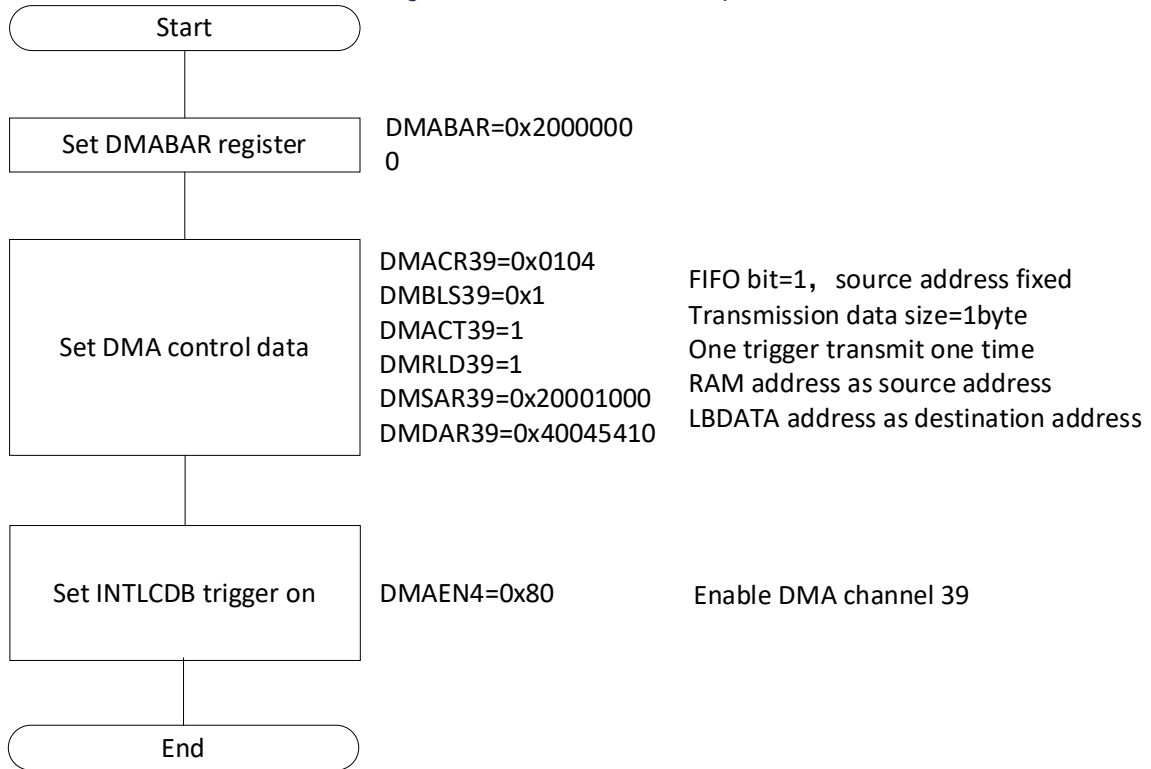 Start
Set DMABAR register
DMABAR=0x2000000
0
Set DMA control data
DMACR39=0x0104
DMBLS39=0x1
DMACT39=1
DMRLD39=1
DMSAR39=0x20001000
DMDAR39=0x40045410
FIFO bit=1，source address fixed
Transmission data size=1byte
One trigger transmit one time
RAM address as source address
LBDATA address as destination address
Set INTLCDB trigger on
DMAEN4=0x80
Enable DMA channel 39
End